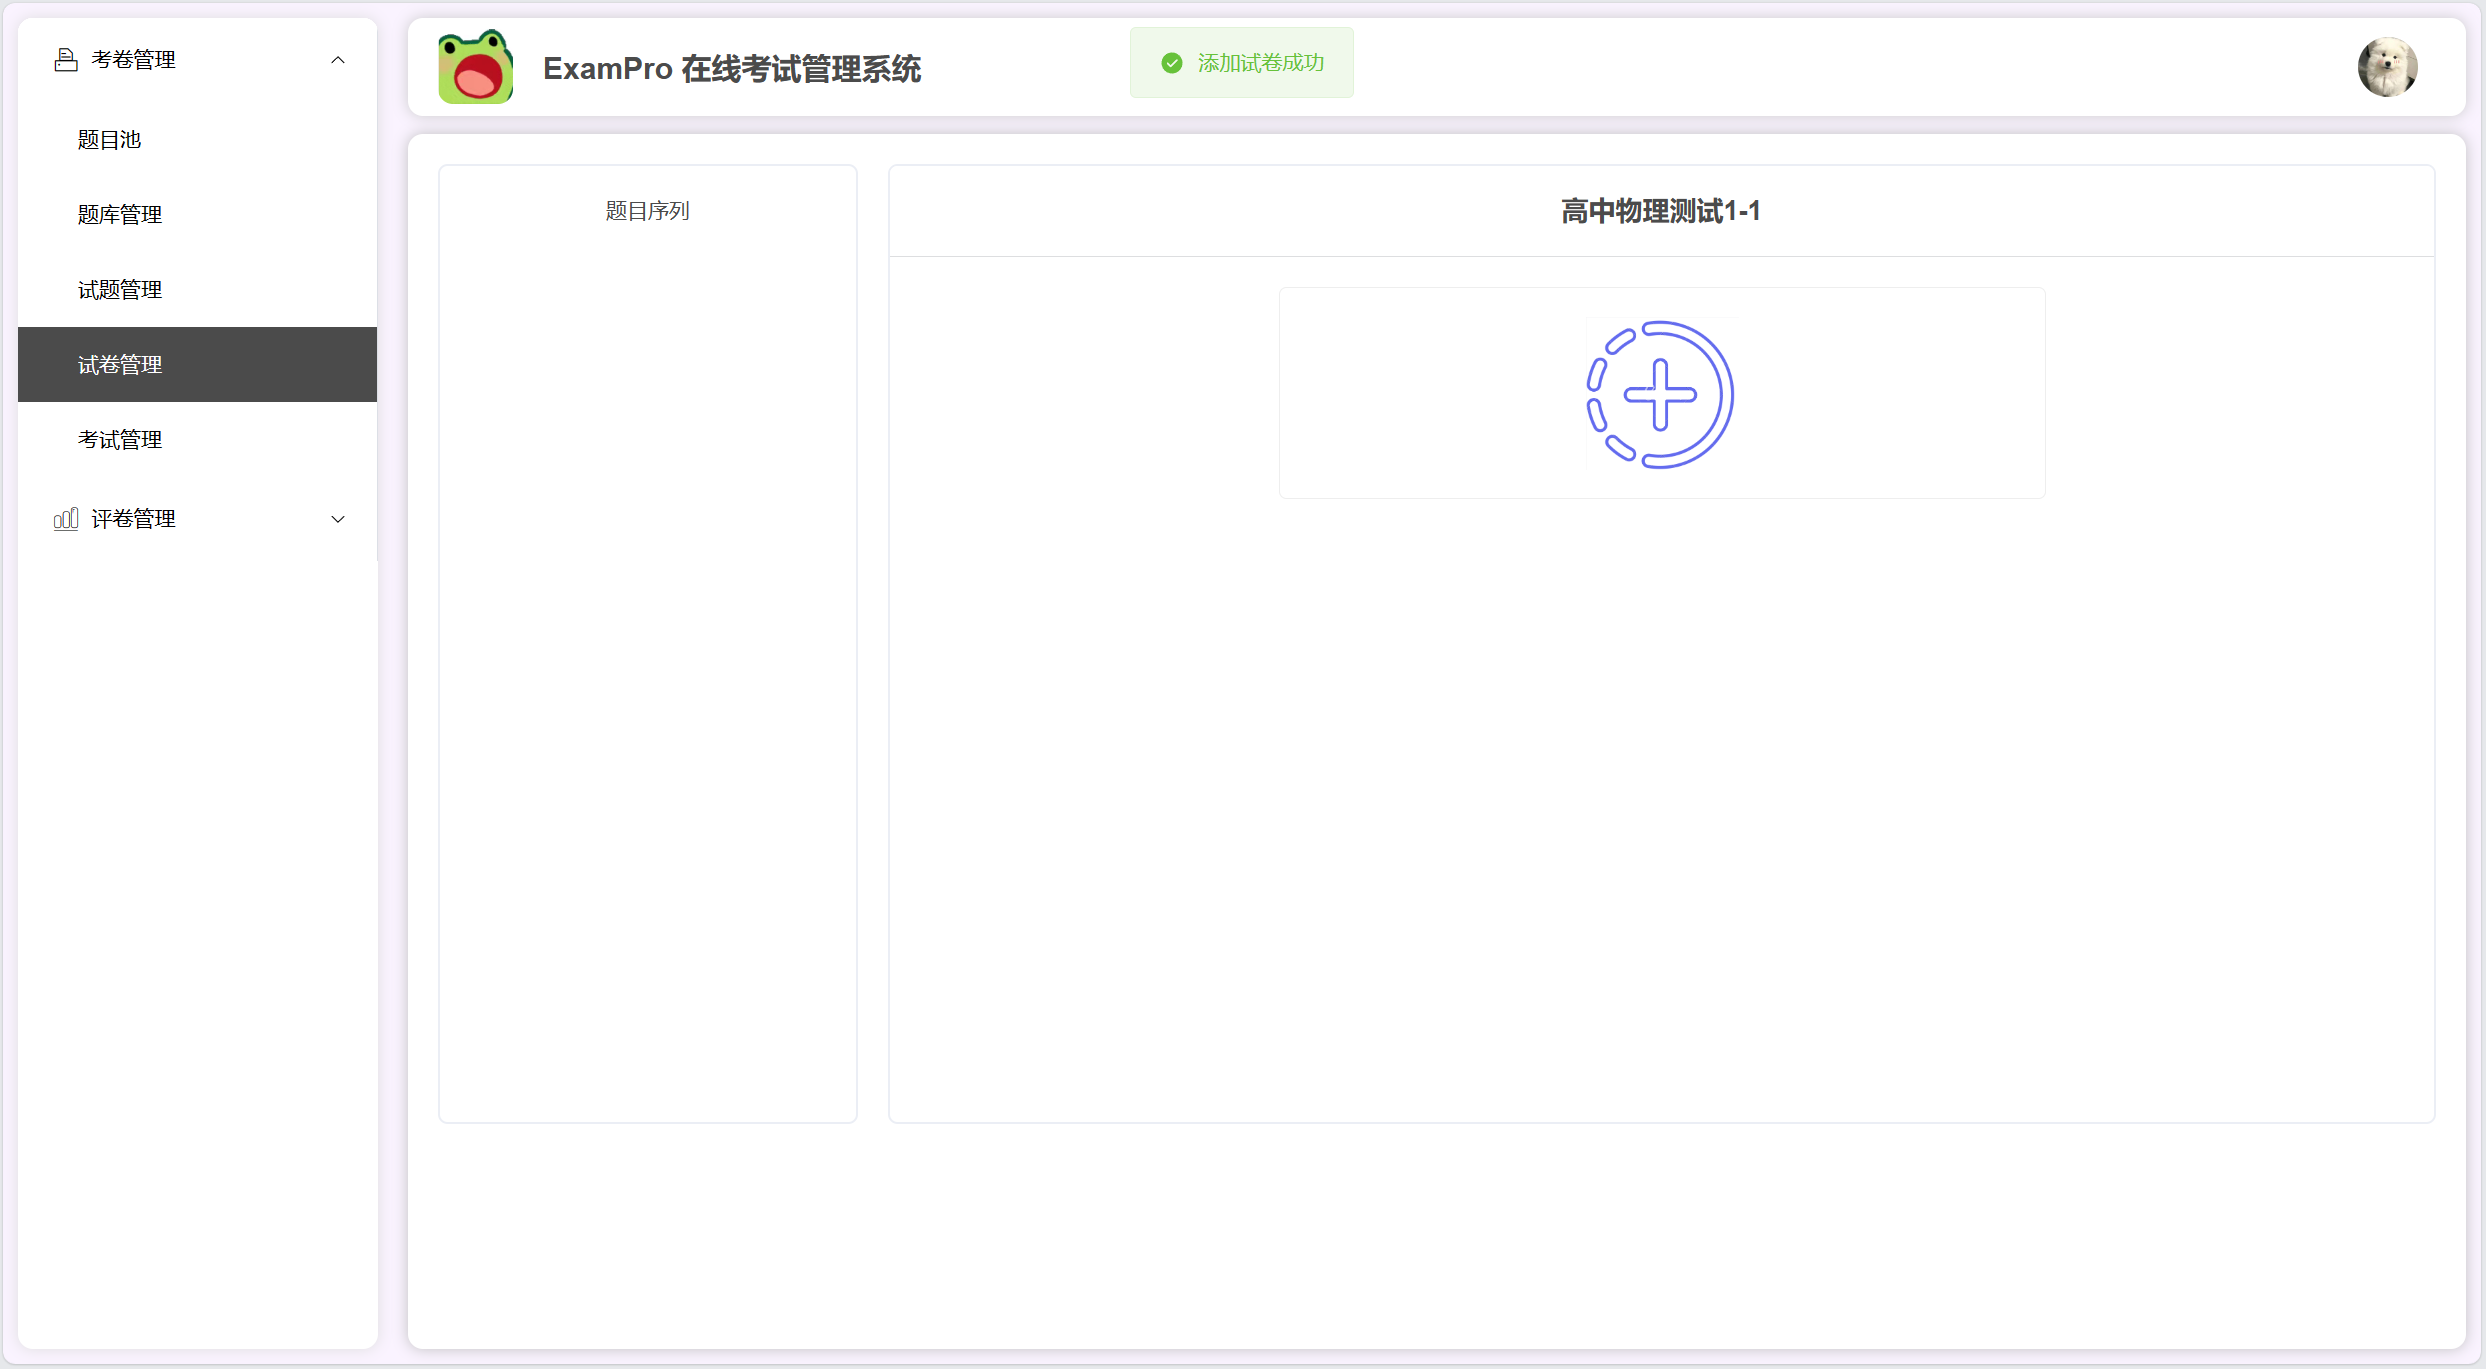 考卷管理
题目池
题库管理
试题管理
试卷管理
考试管理
评卷管理
ExamPro 在线考试管理系统
添加试卷成功
题目序列
高中物理测试1-1